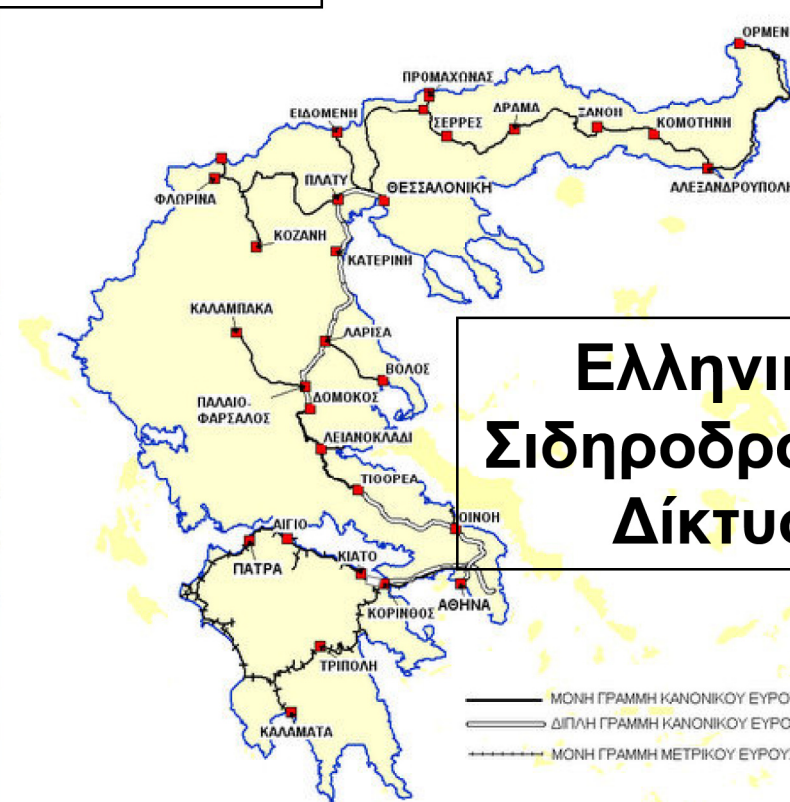 ΟΡΜΕΝ
ΠΡΟΜΑΧΩΝΑΣ
ΕΙΔΟΜΕΝΗ
ΣΕΡΡΕΣ
ΔΡΑΜΑ
ΞΑΝΘΗ
ΚΟΜΟΤΗΝΗ
ΑΛΕΞΑΝΔΡΟΥΠΟΛΗ
ΠΛΑΤΥ
ΘΕΣΣΑΛΟΝΙΚΗ
ΦΛΩΡΙΝΑ
ΚΟΖΑΝΗ
ΚΑΤΕΡΙΝΗ
ΚΑΛΑΜΠΑΚΑ
ΛΑΡΙΣΑ
ΒΟΛΟΣ
ΠΑΛΑΙΟ-
ΦΑΡΣΑΛΟΣ
ΔΟΜΟΚΟΣ
ΛΕΙΑΝΟΚΛΑΔΙ
ΤΙΘΟΡΕΑ
ΟΙΝΟΗ
Ελληνι
Σιδηροδρο
Δίκτυο
ΑΙΓΙΟ
ΠΑΤΡΑ
ΚΙΑΤΟ
ΚΟΡΙΝΘΟΣ
ΑΘΗΝΑ
ΤΡΙΠΟΛΗ
ΚΑΛΑΜΑΤΑ
ΜΟΝΗ ΓΡΑΜΜΗ ΚΑΝΟΝΙΚΟΥ ΕΥΡΟ
ΔΙΠΛΗ ΓΡΑΜΜΗ ΚΑΝΟΝΙΚΟΥ ΕΥΡΟ
ΜΟΝΗ ΓΡΑΜΜΗ ΜΕΤΡΙΚΟΥ ΕΥΡΟΥ